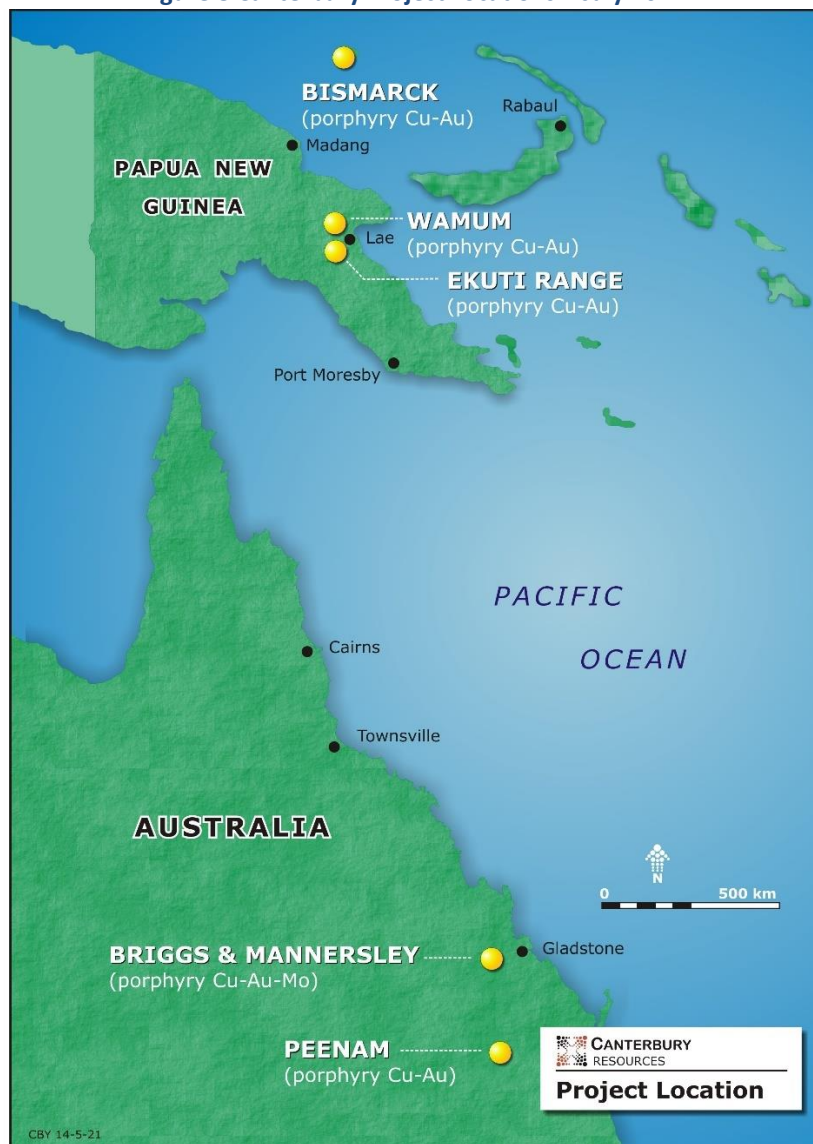 BISMARCK
(porphyry Cu-Au)
Rabaul
Madang
PAPUA NEW
GUINEA
WAMUM
(porphyry Cu-Au)
Lae
EKUTI RANGE
(porphyry Cu-Au)
Port Moresby
PACIFIC
OCEAN
Cairns
Townsville
AUSTRALIA
N
0 500 km
BRIGGS & MANNERSLEY
(porphyry Cu-Au-Mo)
Gladstone
PEENAM
(porphyry Cu-Au)
CANTERBURY
RESOURCES
Project Location
CBY 14-5-21